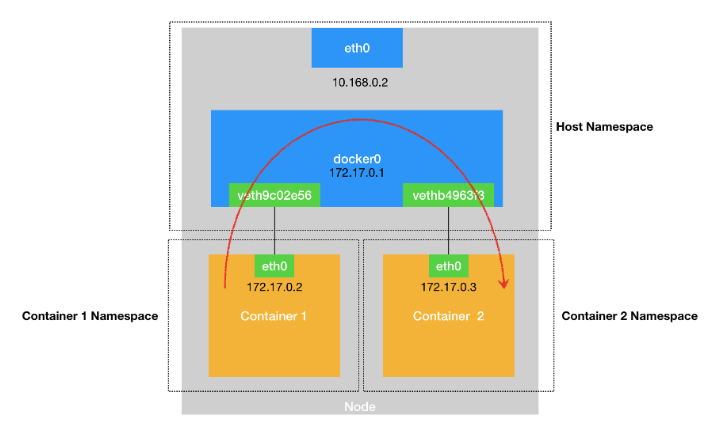 eth0
10.168.0.2
Host Namespace
docker0
172.17.0.1
veth9c02e56
vethb4963f3
eth0
eth0
172.17.0.2
172.17.0.3
Container 1 Namespace
Container 1
Container 2
Container 2 Namespace
Node